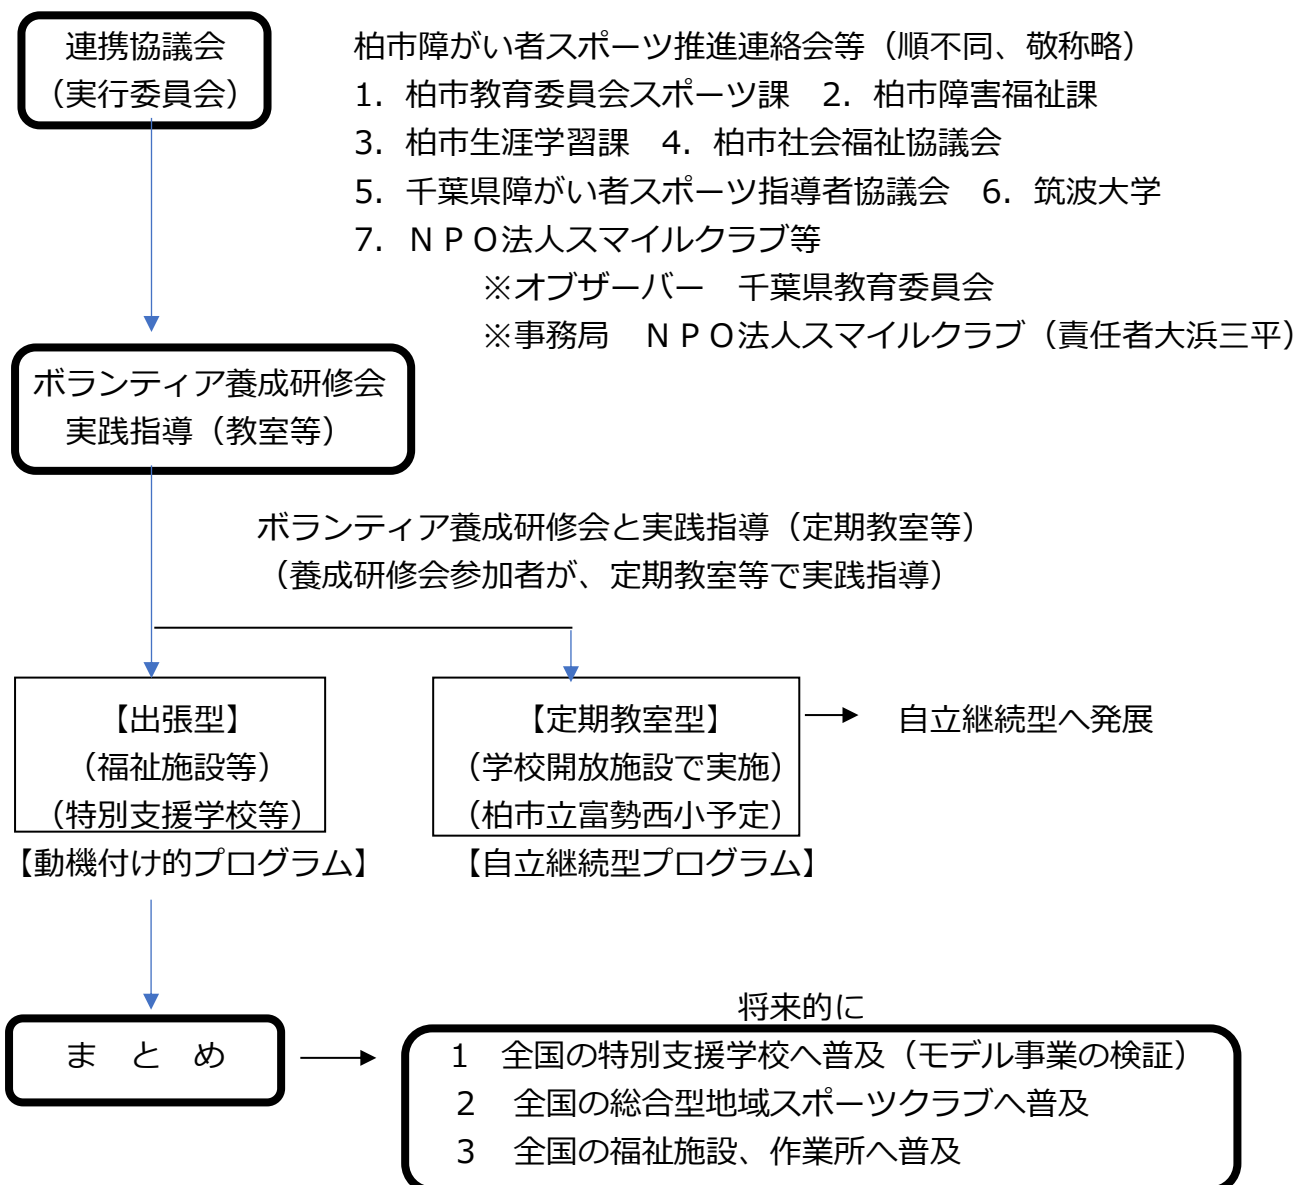 連携協議会
（実行委員会）
柏市障がい者スポーツ推進連絡会等（順不同、敬称略）
1．柏市教育委員会スポーツ課　2．柏市障害福祉課
3．柏市生涯学習課　4．柏市社会福祉協議会
5．千葉県障がい者スポーツ指導者協議会　6．筑波大学
7．ＮＰＯ法人スマイルクラブ等
※オブザーバー　千葉県教育委員会
※事務局　ＮＰＯ法人スマイルクラブ（責任者大浜三平）
ボランティア養成研修会
実践指導（教室等）
ボランティア養成研修会と実践指導（定期教室等）
（養成研修会参加者が、定期教室等で実践指導）
【出張型】
（福祉施設等）
（特別支援学校等）
【動機付け的プログラム】
【定期教室型】
（学校開放施設で実施）
（柏市立富勢西小予定）
【自立継続型プログラム】
自立継続型へ発展
ま　と　め
将来的に
1　全国の特別支援学校へ普及（モデル事業の検証）
2　全国の総合型地域スポーツクラブへ普及
3　全国の福祉施設、作業所へ普及